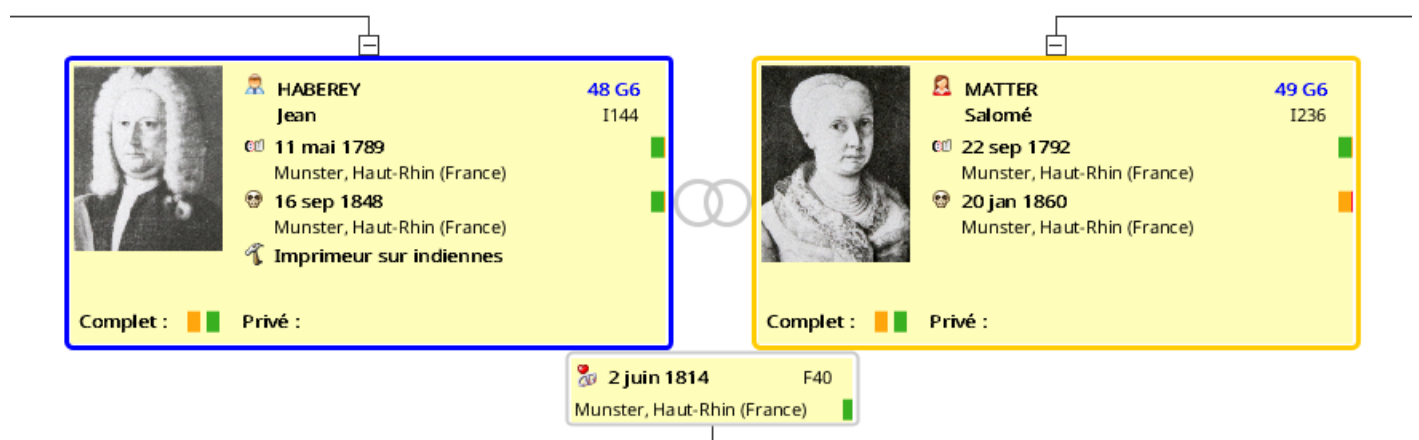 HABEREY 48 G6
Jean I144
11 mai 1789
Munster, Haut-Rhin (France)
16 sep 1848
Munster, Haut-Rhin (France)
Imprimeur sur indiennes
Complet : Privé :
MATTER 49 G6
Salomé I236
22 sep 1792
Munster, Haut-Rhin (France)
20 jan 1860
Munster, Haut-Rhin (France)
Complet : Privé :
2 juin 1814 F40
Munster, Haut-Rhin (France)